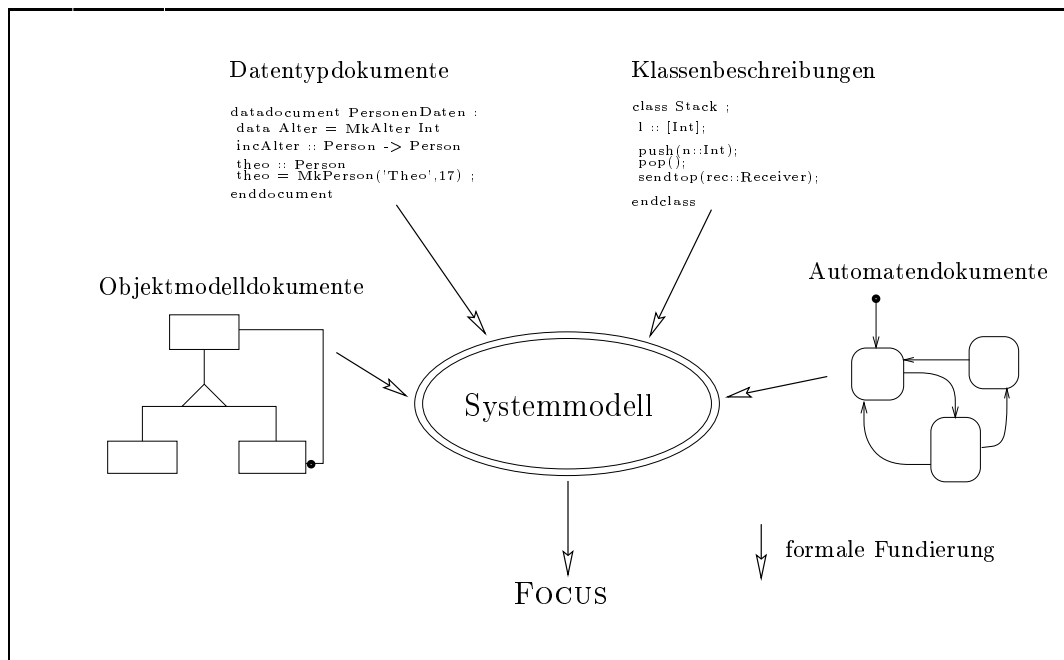 Datentypdokumente
datadocument PersonenDaten :
data Alter = MkAlter Int
incAlter :: Person -> Person
theo :: Person
theo = MkPerson('Theo',17) ;
enddocument
Klassenbeschreibungen
class Stack ;
l :: [Int];
push(n::Int);
pop();
sendtop(rec::Receiver);
endclass
Objektmodelldokumente
Automatendokumente
Systemmodell
formale Fundierung
FOCUS